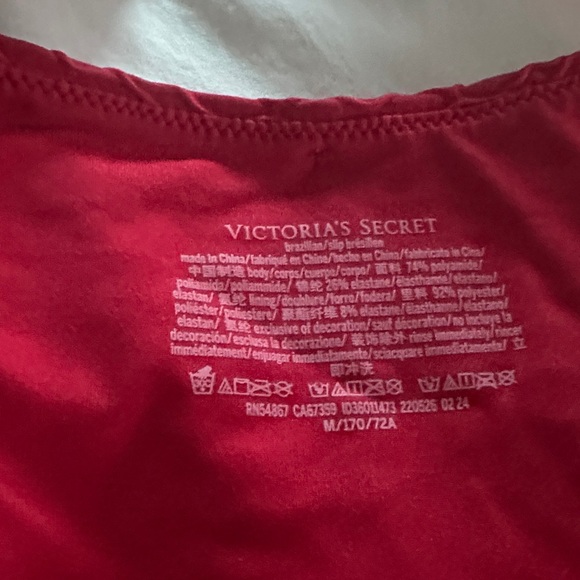 VICTORIA'S SECRET
brazilian/slip brésilien
made in China/fabriqué en China/hecho en China/fabbricato in Cina/
中国制造 body/corps/cuerpo/corpo/ 面料 74% polyamide/
poliamida/poliammide/ 锦纶 26% elastane/élasthanne/elastano/
elastan/ 氨纶 lining/doublure/forro/fodera/ 里料 92% polyester/
poliéster/poliestere/ 聚酯纤维 8% elastane/élasthanne/elastano/
elastan/ 氨纶 exclusive of decoration/sauf décoration/no incluye la
decoración/esclusa la decorazione/ 装饰除外 rinse immediately/rincer
immédiatement/enjuagar inmediatamente/sciacquare immediatamente/ 立
即冲洗
RN54867 CA67359 ID36011473 220525 02 24
M/170/72A